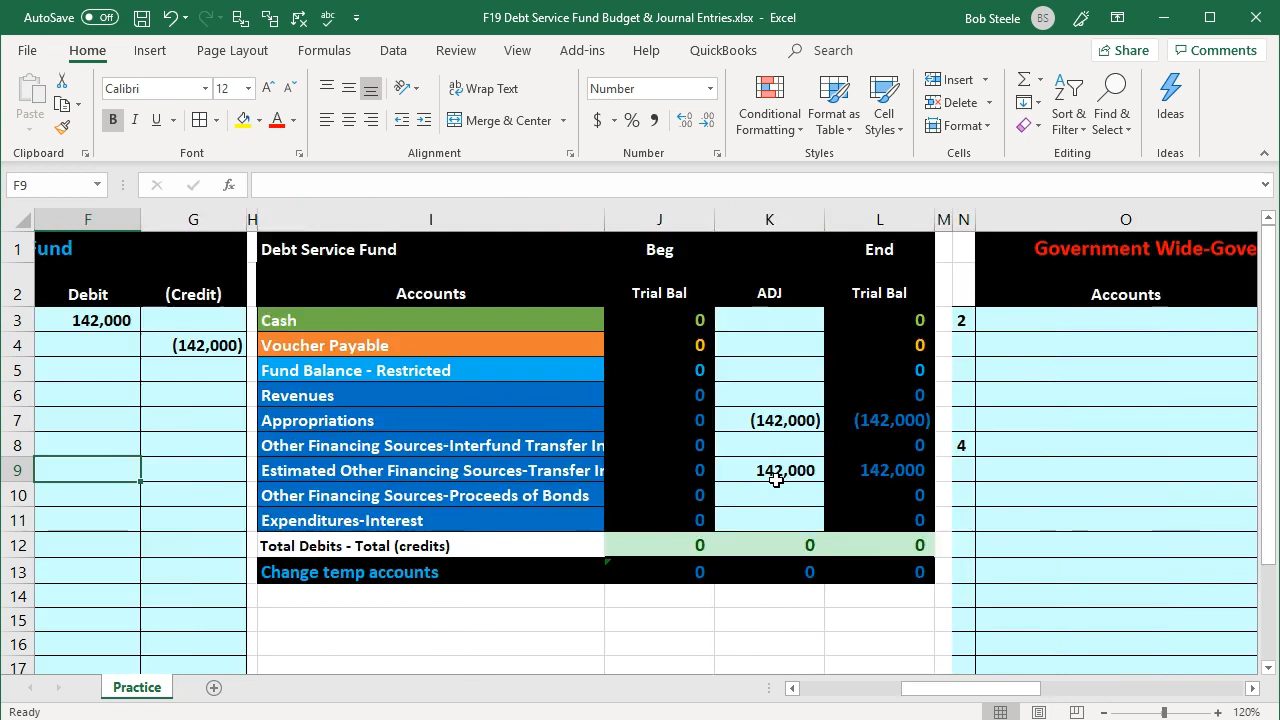 AutoSave Off F19 Debt Service Fund Budget & Journal Entries.xlsx - Excel Bob Steele BS
File Home Insert Page Layout Formulas Data Review View Add-ins Help QuickBooks Search Share Comments
Paste Calibri 12 Wrap Text Number Conditional Formatting Format as Table Cell Styles Insert Delete Format Sort & Filter Find & Select Ideas
B I U Merge & Center $ %
Clipboard Font Alignment Number Styles Cells Editing Ideas
F9 fx
F G H I J K L M N O
1 Fund Debt Service Fund Beg End Government Wide-Gove
2 Debit (Credit) Accounts Trial Bal ADJ Trial Bal Accounts
3 142,000 Cash 0 0 2
4 (142,000) Voucher Payable 0 0
5 Fund Balance - Restricted 0 0
6 Revenues 0 0
7 Appropriations 0 (142,000) (142,000)
8 Other Financing Sources-Interfund Transfer In 0 0 4
9 Estimated Other Financing Sources-Transfer In 0 142,000 142,000
10 Other Financing Sources-Proceeds of Bonds 0 0
11 Expenditures-Interest 0 0
12 Total Debits - Total (credits) 0 0 0
13 Change temp accounts 0 0 0
14
15
16
17
Practice
Ready 120%